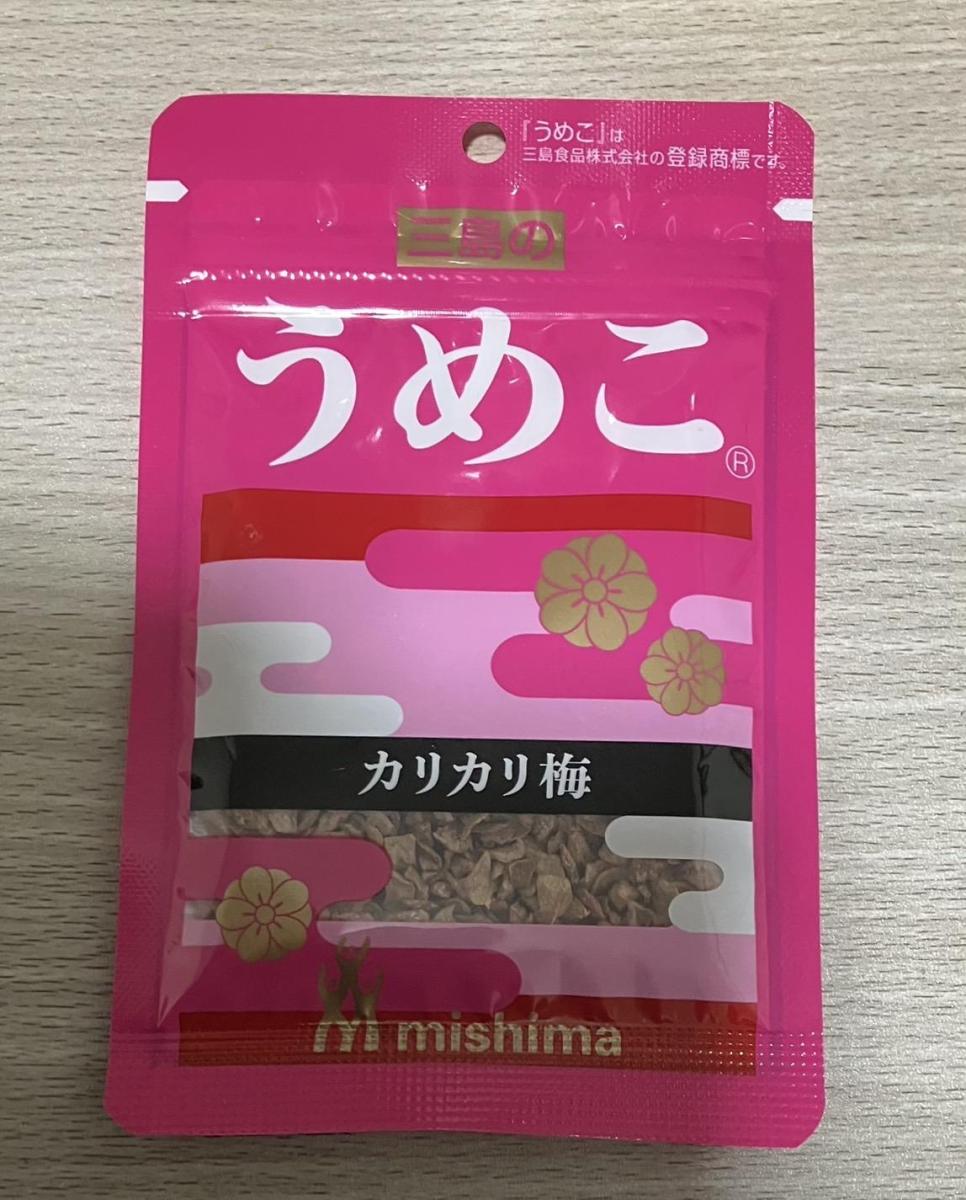 『うめこ』は
三島食品株式会社の登録商標です。
三島の
うめこ®
カリカリ梅
mishima